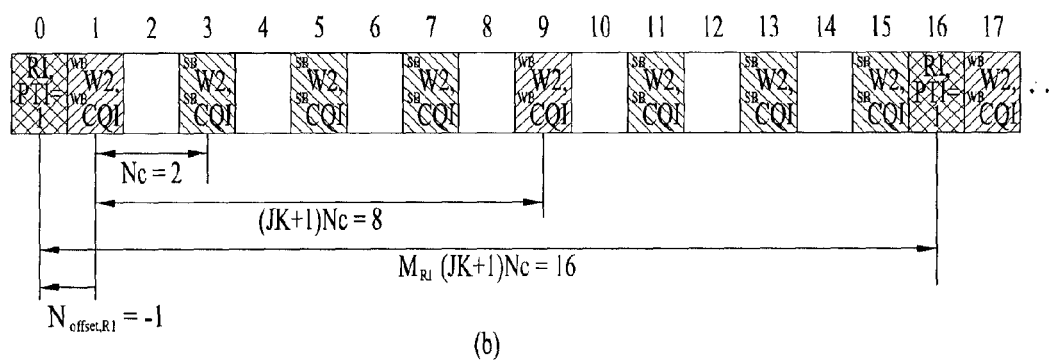 0 1 2 3 4 5 6 7 8 9 10 11 12 13 14 15 16 17
RI, PTI= 1
WB W2, WB CQI
SB W2, SB CQI
SB W2, SB CQI
SB W2, SB CQI
WB W2, WB CQI
SB W2, SB CQI
SB W2, SB CQI
SB W2, SB CQI
RI, PTI= 1
WB W2, WB CQI
. . .
Nc = 2
(JK+1)Nc = 8
MRI (JK+1)Nc = 16
Noffset,RI = -1
(b)